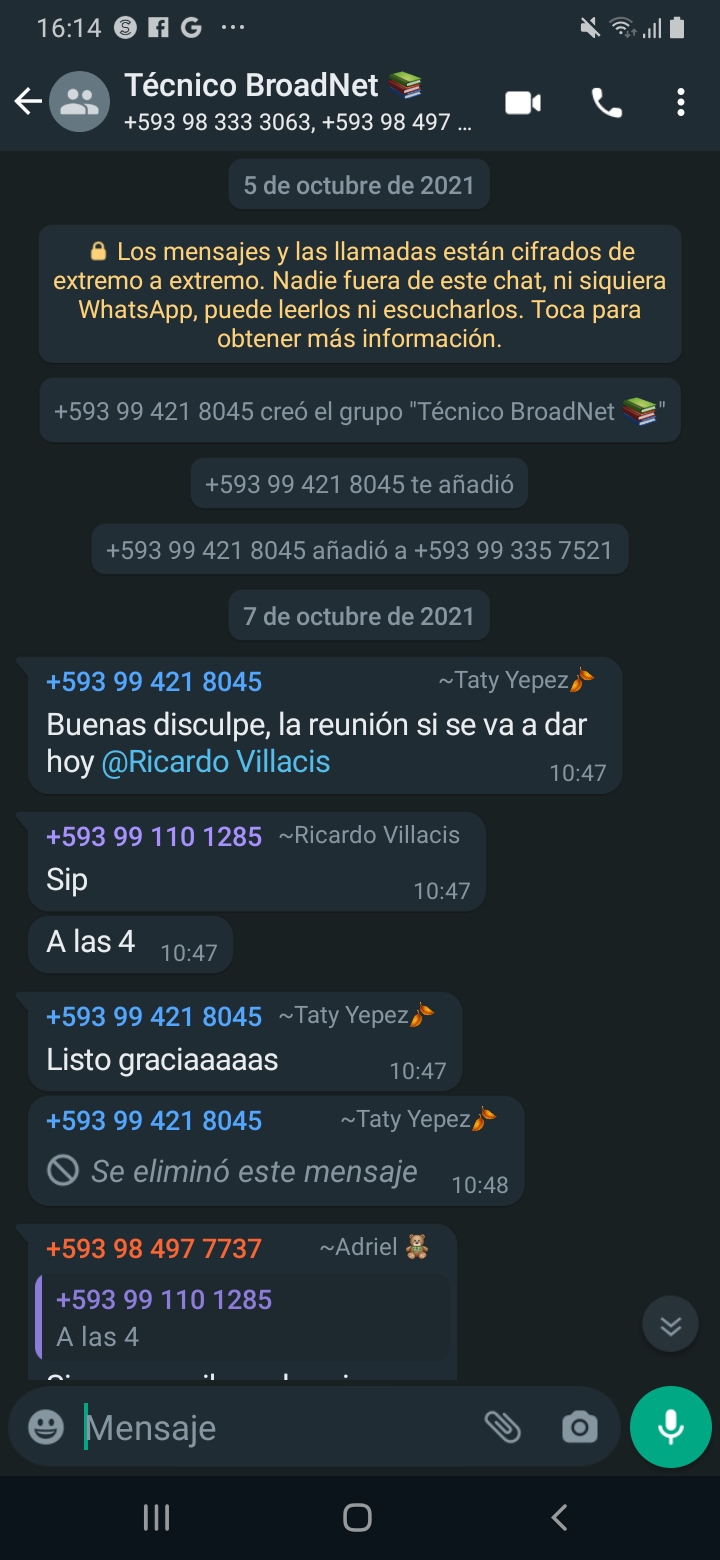 16:14
Técnico BroadNet 📚
+593 98 333 3063, +593 98 497 ...
5 de octubre de 2021
🔒 Los mensajes y las llamadas están cifrados de
extremo a extremo. Nadie fuera de este chat, ni siquiera
WhatsApp, puede leerlos ni escucharlos. Toca para
obtener más información.
+593 99 421 8045 creó el grupo "Técnico BroadNet 📚"
+593 99 421 8045 te añadió
+593 99 421 8045 añadió a +593 99 335 7521
7 de octubre de 2021
+593 99 421 8045 ~Taty Yepez🍂
Buenas disculpe, la reunión si se va a dar
hoy @Ricardo Villacis 10:47
+593 99 110 1285 ~Ricardo Villacis
Sip 10:47
A las 4 10:47
+593 99 421 8045 ~Taty Yepez🍂
Listo graciaaaaas 10:47
+593 99 421 8045 ~Taty Yepez🍂
Se eliminó este mensaje 10:48
+593 98 497 7737 ~Adriel 🧸
+593 99 110 1285
A las 4
Mensaje